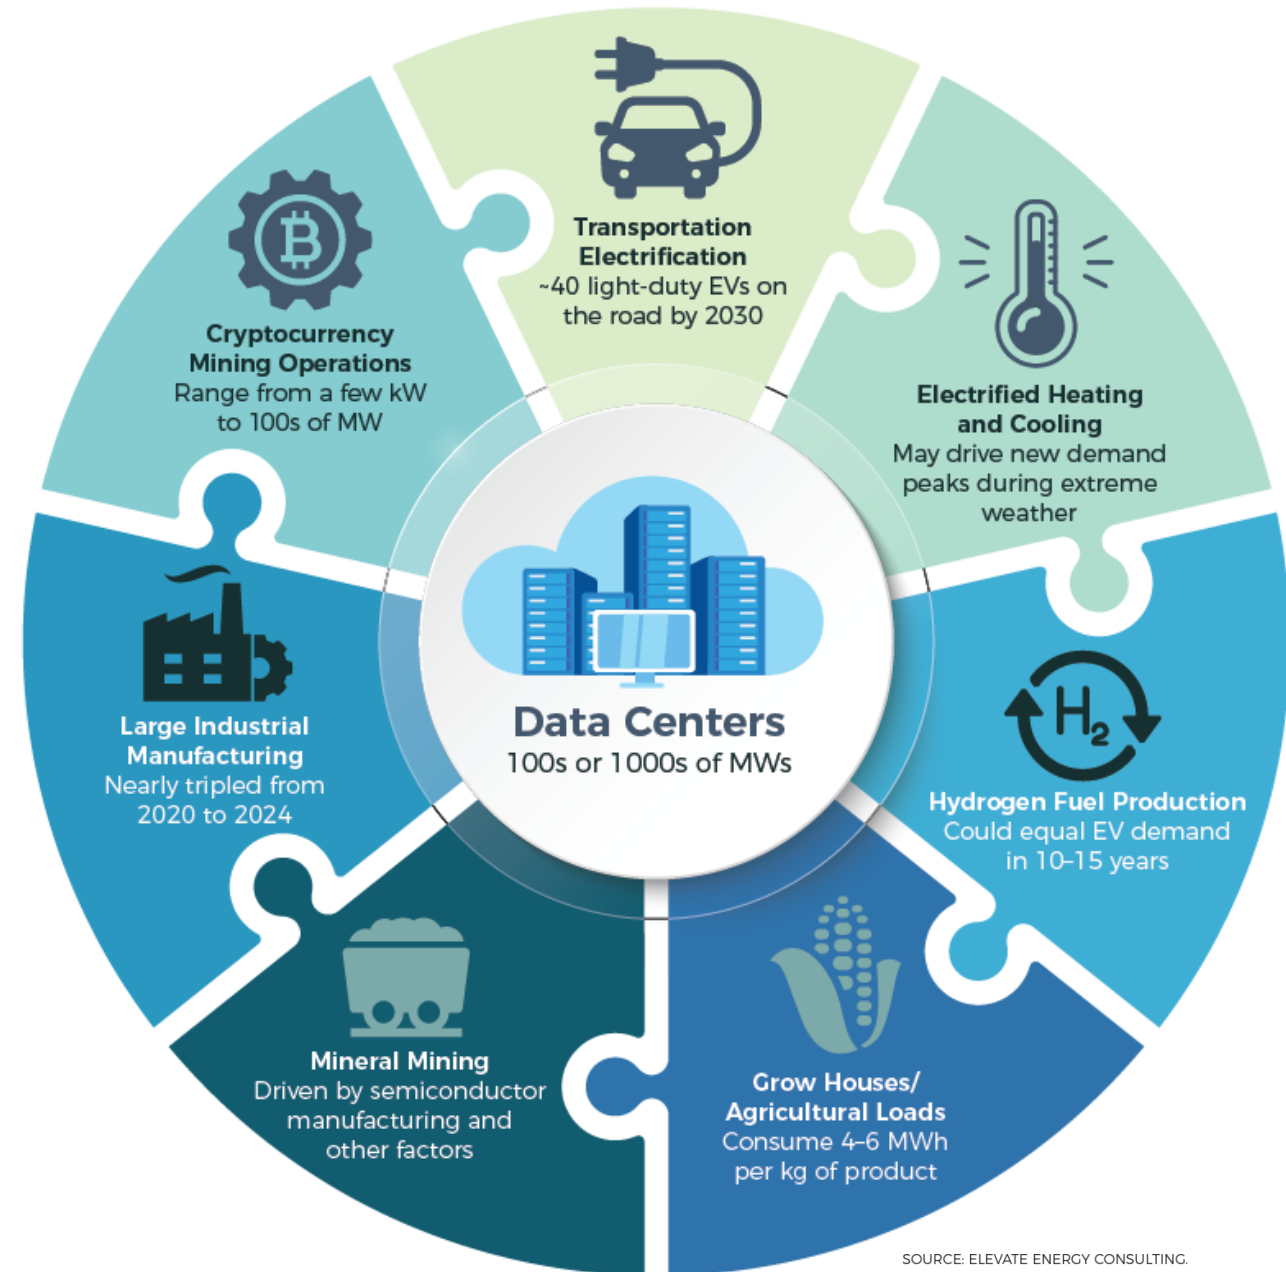 Transportation
Electrification
~40 light-duty EVs on
the road by 2030
Electrified Heating
and Cooling
May drive new demand
peaks during extreme
weather
H2
Hydrogen Fuel Production
Could equal EV demand
in 10–15 years
Grow Houses/
Agricultural Loads
Consume 4–6 MWh
per kg of product
Mineral Mining
Driven by semiconductor
manufacturing and
other factors
Large Industrial
Manufacturing
Nearly tripled from
2020 to 2024
Cryptocurrency
Mining Operations
Range from a few kW
to 100s of MW
Data Centers
100s or 1000s of MWs
SOURCE: ELEVATE ENERGY CONSULTING.